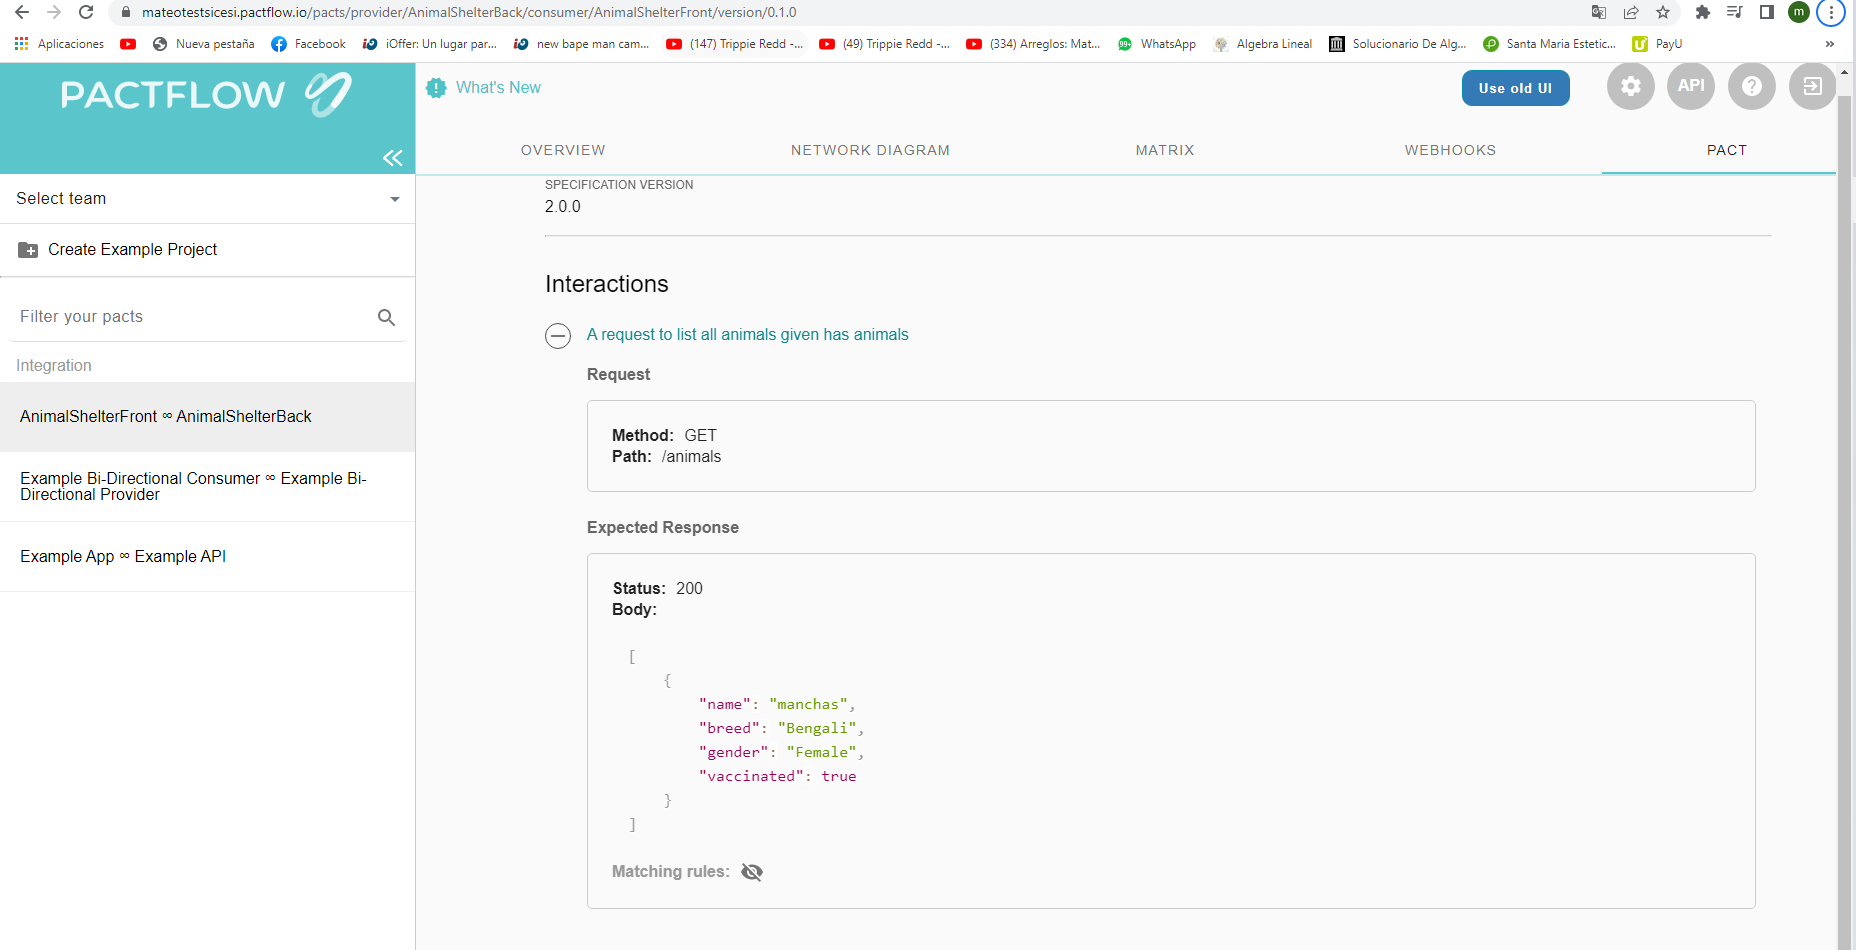 mateotestsicesi.pactflow.io/pacts/provider/AnimalShelterBack/consumer/AnimalShelterFront/version/0.1.0
m
Aplicaciones
Nueva pestaña
Facebook
iOffer: Un lugar par...
new bape man cam...
(147) Trippie Redd -...
(49) Trippie Redd -...
(334) Arreglos: Mat...
99+ WhatsApp
Algebra Lineal
Solucionario De Alg...
Santa Maria Estetic...
PayU
»
PACTFLOW
What's New
Use old UI
API
OVERVIEW
NETWORK DIAGRAM
MATRIX
WEBHOOKS
PACT
Select team
Create Example Project
Filter your pacts
Integration
AnimalShelterFront ∞ AnimalShelterBack
Example Bi-Directional Consumer ∞ Example Bi-
Directional Provider
Example App ∞ Example API
SPECIFICATION VERSION
2.0.0
Interactions
A request to list all animals given has animals
Request
Method: GET
Path: /animals
Expected Response
Status: 200
Body:
[
{
"name": "manchas",
"breed": "Bengali",
"gender": "Female",
"vaccinated": true
}
]
Matching rules: